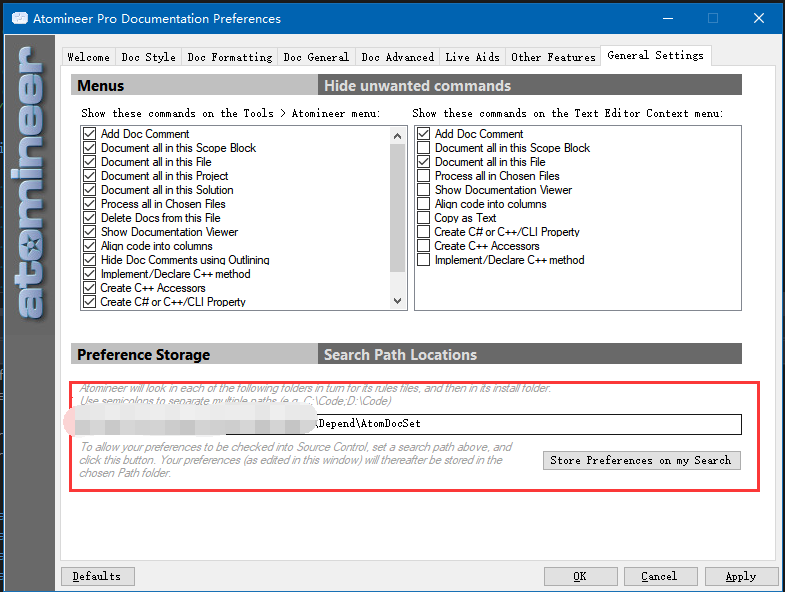 Atomineer Pro Documentation Preferences
atomineer
Welcome Doc Style Doc Formatting Doc General Doc Advanced Live Aids Other Features General Settings
Menus Hide unwanted commands
Show these commands on the Tools > Atomineer menu: Show these commands on the Text Editor Context menu:
Add Doc Comment Add Doc Comment
Document all in this Scope Block Document all in this Scope Block
Document all in this File Document all in this File
Document all in this Project Process all in Chosen Files
Document all in this Solution Show Documentation Viewer
Process all in Chosen Files Align code into columns
Delete Docs from this File Copy as Text
Show Documentation Viewer Create C# or C++/CLI Property
Align code into columns Create C++ Accessors
Hide Doc Comments using Outlining Implement/Declare C++ method
Implement/Declare C++ method
Create C++ Accessors
Create C# or C++/CLI Property
Preference Storage Search Path Locations
Atomineer will look in each of the following folders in turn for its rules files, and then in its install folder.
Use semicolons to separate multiple paths (e.g. C:\Code;D:\Code)
\Depend\AtomDocSet
To allow your preferences to be checked into Source Control, set a search path above, and
click this button. Your preferences (as edited in this window) will thereafter be stored in the
chosen Path folder.
Store Preferences on my Search
Defaults OK Cancel Apply